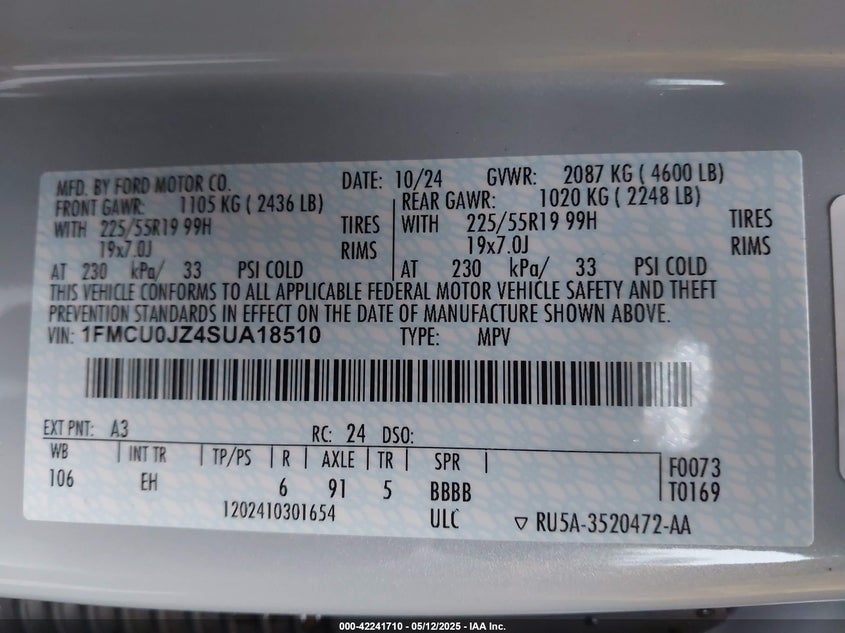 MFD. BY FORD MOTOR CO. DATE: 10/24 GVWR: 2087 KG ( 4600 LB)
FRONT GAWR: 1105 KG ( 2436 LB) REAR GAWR: 1020 KG ( 2248 LB)
WITH 225/55R19 99H TIRES WITH 225/55R19 99H TIRES
19x7.0J RIMS 19x7.0J RIMS
AT 230 kPa/ 33 PSI COLD AT 230 kPa/ 33 PSI COLD
THIS VEHICLE CONFORMS TO ALL APPLICABLE FEDERAL MOTOR VEHICLE SAFETY AND THEFT
PREVENTION STANDARDS IN EFFECT ON THE DATE OF MANUFACTURE SHOWN ABOVE.
VIN: 1FMCU0JZ4SUA18510 TYPE: MPV
EXT PNT: A3 RC: 24 DSO:
WB INT TR TP/PS R AXLE TR SPR F0073
106 EH 6 91 5 BBBB T0169
1202410301654 ULC ▽ RU5A-3520472-AA
000-42241710 - 05/12/2025 - IAA Inc.